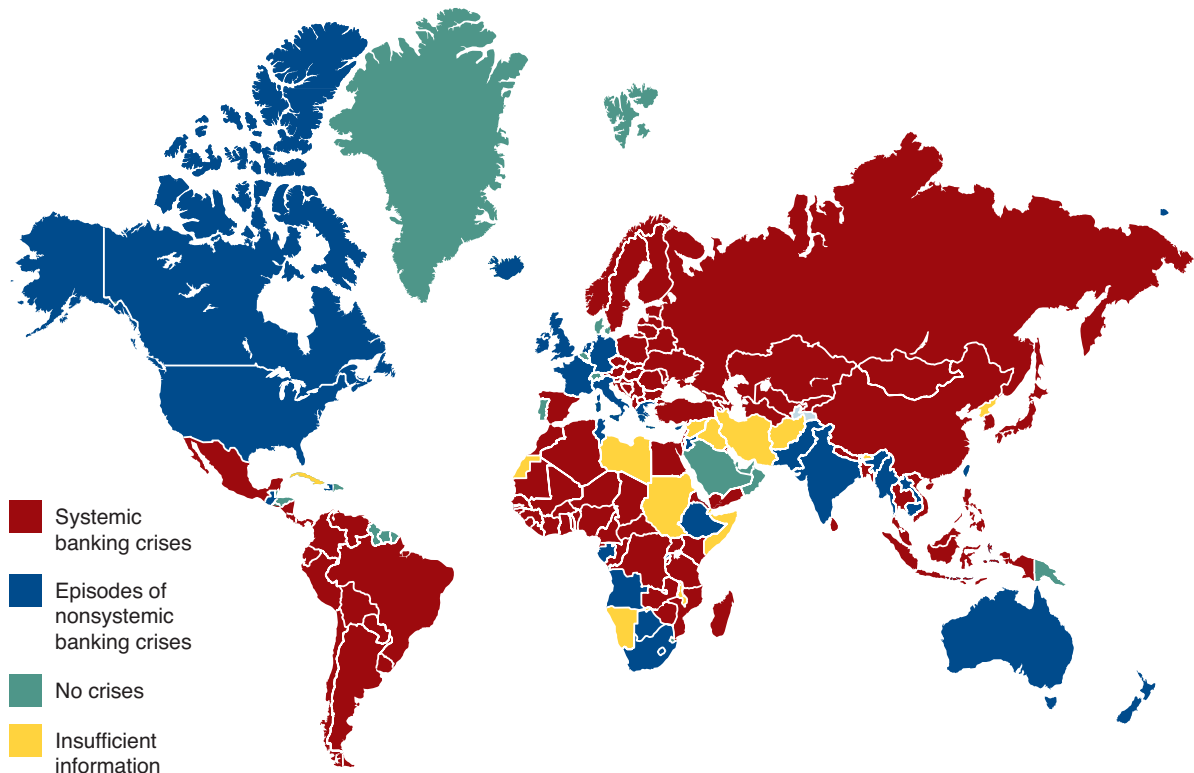 Systemic
banking crises
Episodes of
nonsystemic
banking crises
No crises
Insufficient
information